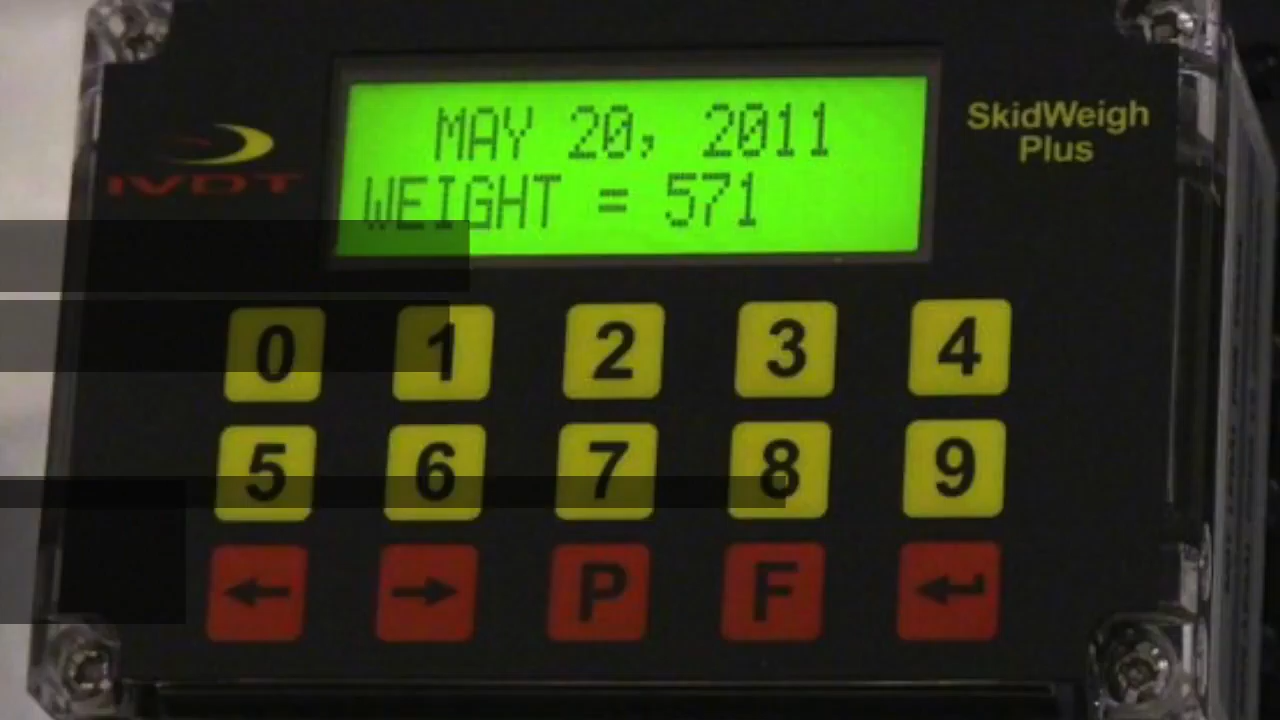 MAY 20, 2011
WEIGHT = 571
IVDT
SkidWeigh
Plus
0 1 2 3 4
5 6 7 8 9
← → P F ↵